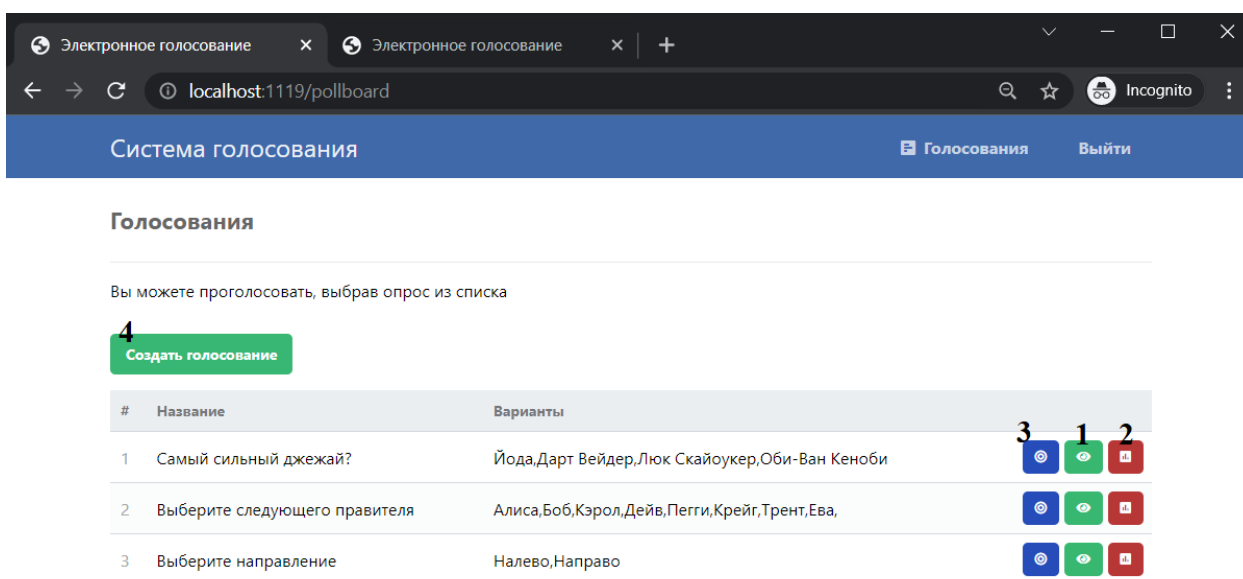 Электронное голосование Электронное голосование
localhost:1119/pollboard Incognito
Система голосования Голосования Выйти
Голосования
Вы можете проголосовать, выбрав опрос из списка
4
Создать голосование
# Название Варианты
3 1 2
1 Самый сильный джежай? Йода,Дарт Вейдер,Люк Скайоукер,Оби-Ван Кеноби
2 Выберите следующего правителя Алиса,Боб,Кэрол,Дейв,Пегги,Крейг,Трент,Ева,
3 Выберите направление Налево,Направо